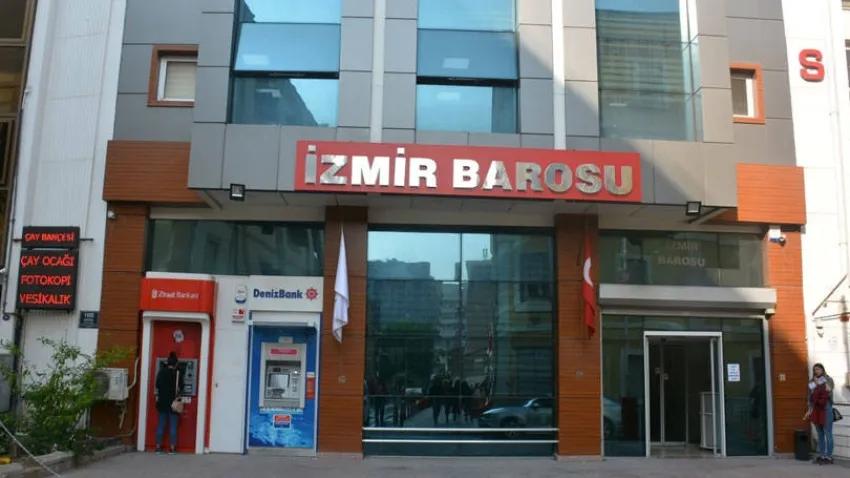 S
İZMİR BAROSU
ÇAY BAHÇESİ
ÇAY OCAĞI
FOTOKOPİ
VESİKALIK
Ziraat Bankası
DenizBank
İZMİR
BAROSU